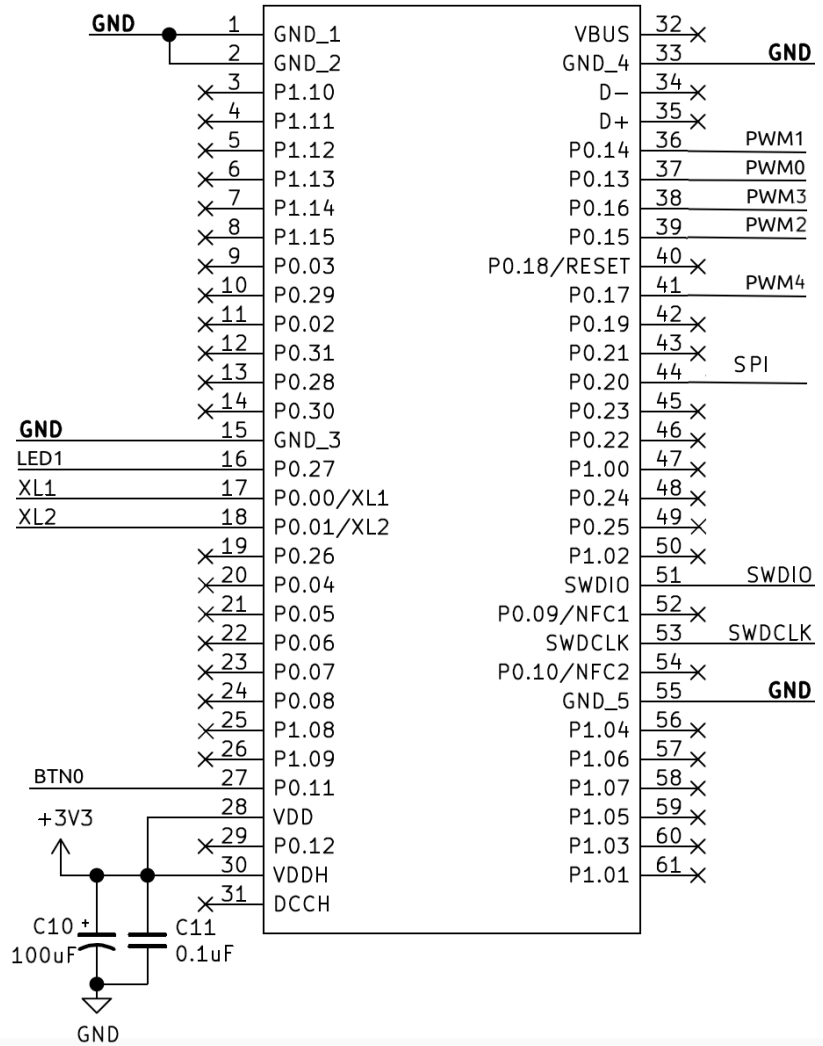 GND 1 GND_1 VBUS 32
2 GND_2 GND_4 33 GND
3 P1.10 D- 34
4 P1.11 D+ 35
5 P1.12 P0.14 36 PWM1
6 P1.13 P0.13 37 PWM0
7 P1.14 P0.16 38 PWM3
8 P1.15 P0.15 39 PWM2
9 P0.03 P0.18/RESET 40
10 P0.29 P0.17 41 PWM4
11 P0.02 P0.19 42
12 P0.31 P0.21 43
13 P0.28 P0.20 44 SPI
14 P0.30 P0.23 45
GND 15 GND_3 P0.22 46
LED1 16 P0.27 P1.00 47
XL1 17 P0.00/XL1 P0.24 48
XL2 18 P0.01/XL2 P0.25 49
19 P0.26 P1.02 50
20 P0.04 SWDIO 51 SWDIO
21 P0.05 P0.09/NFC1 52
22 P0.06 SWDCLK 53 SWDCLK
23 P0.07 P0.10/NFC2 54
24 P0.08 GND_5 55 GND
25 P1.08 P1.04 56
26 P1.09 P1.06 57
BTN0 27 P0.11 P1.07 58
+3V3 28 VDD P1.05 59
29 P0.12 P1.03 60
30 VDDH P1.01 61
31 DCCH
C10 + C11
100uF 0.1uF
GND